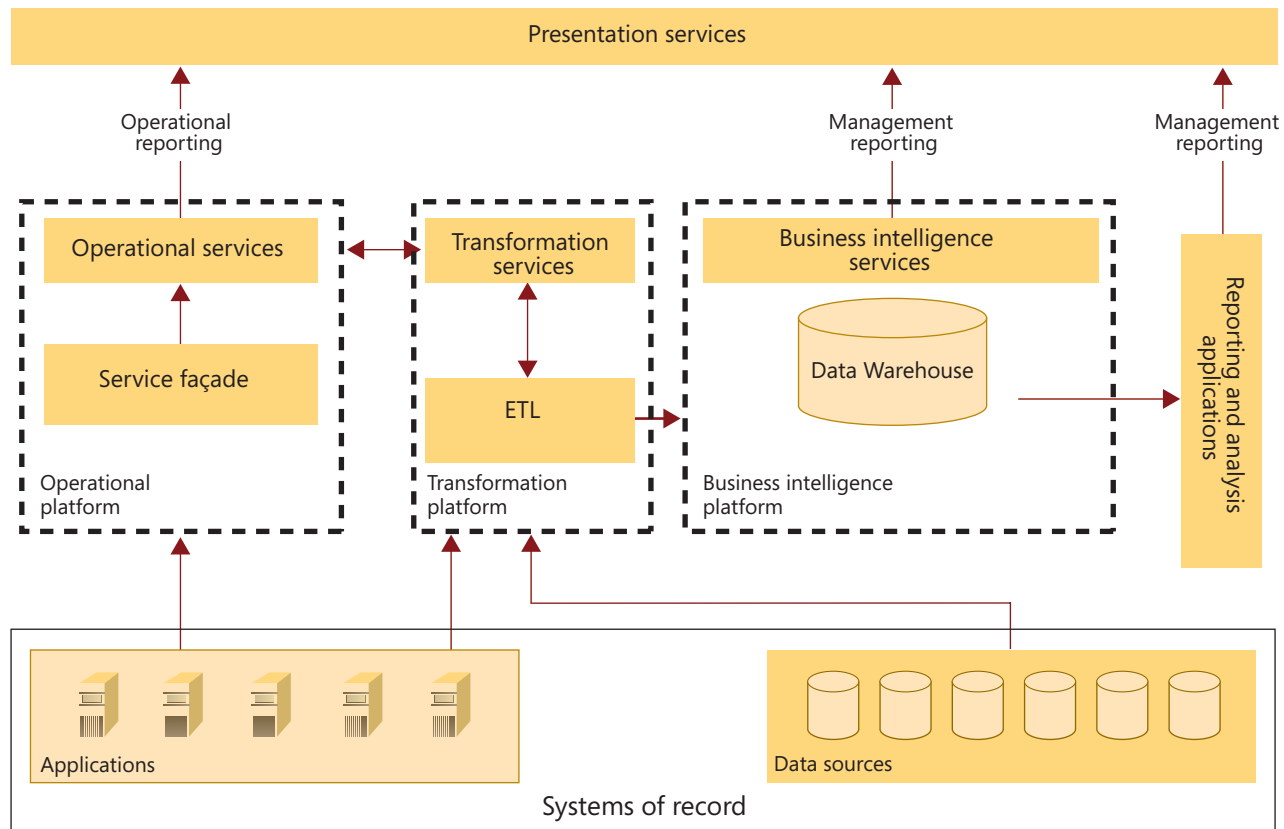 Presentation services
Operational
reporting
Management
reporting
Management
reporting
Operational services
Transformation
services
Business intelligence
services
Service façade
ETL
Data Warehouse
Reporting and analysis
applications
Operational
platform
Transformation
platform
Business intelligence
platform
Applications
Data sources
Systems of record